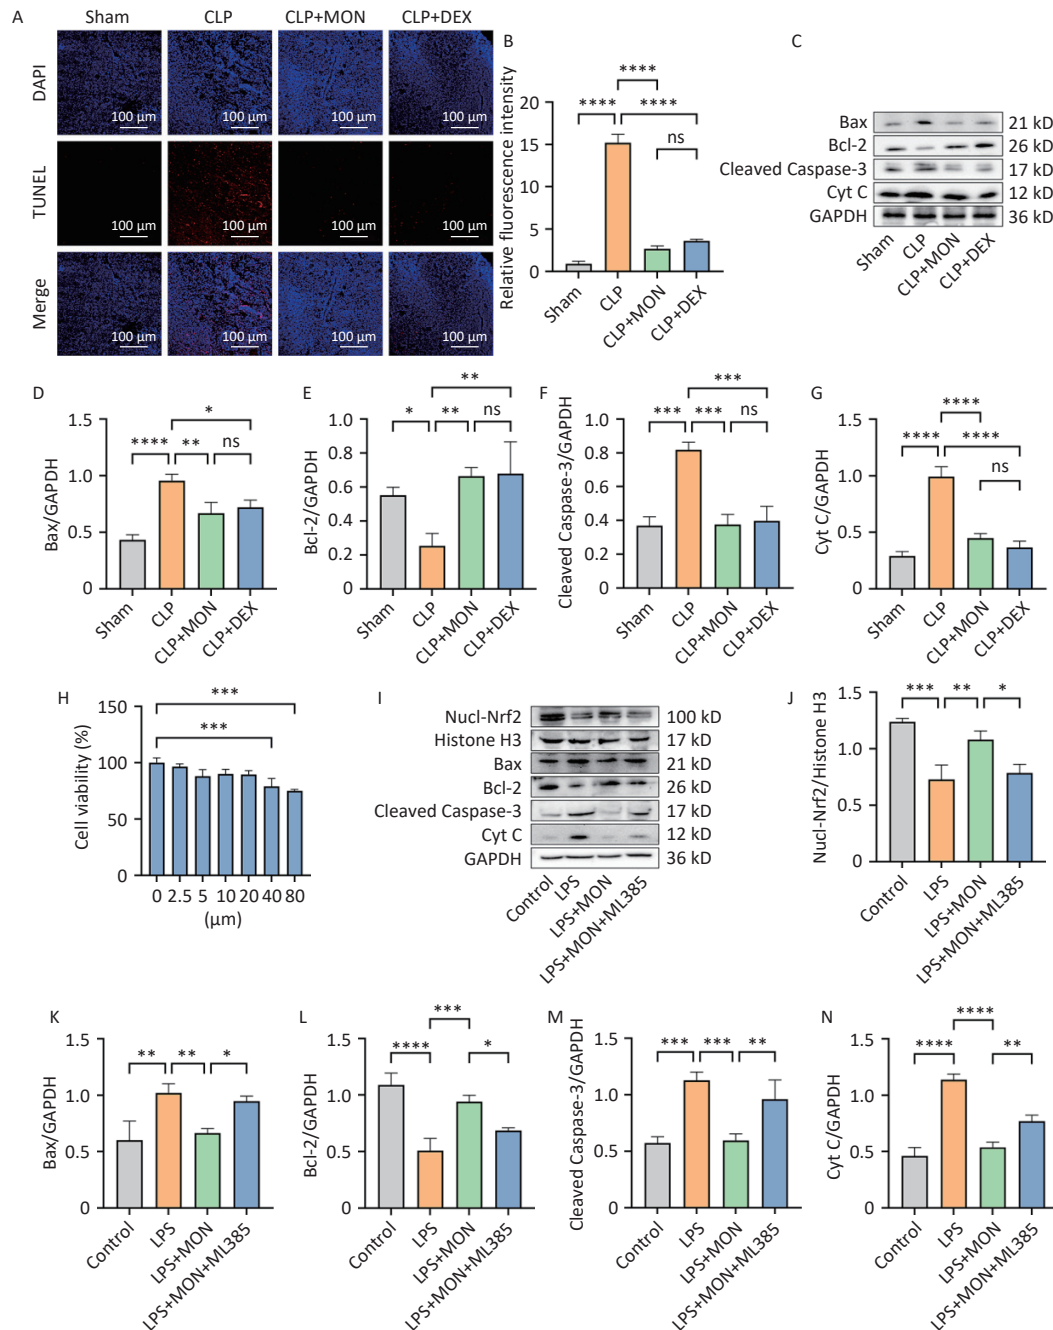 A
Sham CLP CLP+MON CLP+DEX
DAPI
100 µm 100 µm 100 µm 100 µm
TUNEL
100 µm 100 µm 100 µm 100 µm
Merge
100 µm 100 µm 100 µm 100 µm
B
Relative fluorescence intensity
20
15
10
5
0
****
**** ****
ns
Sham CLP CLP+MON CLP+DEX
C
Bax 21 kD
Bcl-2 26 kD
Cleaved Caspase-3 17 kD
Cyt C 12 kD
GAPDH 36 kD
Sham CLP CLP+MON CLP+DEX
D
Bax/GAPDH
1.5
1.0
0.5
0
*
**** ** ns
Sham CLP CLP+MON CLP+DEX
E
Bcl-2/GAPDH
1.0
0.8
0.6
0.4
0.2
0
**
* ** ns
Sham CLP CLP+MON CLP+DEX
F
Cleaved Caspase-3/GAPDH
1.0
0.8
0.6
0.4
0.2
0
***
*** *** ns
Sham CLP CLP+MON CLP+DEX
G
Cyt C/GAPDH
1.5
1.0
0.5
0
****
**** ****
ns
Sham CLP CLP+MON CLP+DEX
H
Cell viability (%)
150
100
50
0
***
***
0 2.5 5 10 20 40 80
(µm)
I
Nucl-Nrf2 100 kD
Histone H3 17 kD
Bax 21 kD
Bcl-2 26 kD
Cleaved Caspase-3 17 kD
Cyt C 12 kD
GAPDH 36 kD
Control LPS LPS+MON LPS+MON+ML385
J
Nucl-Nrf2/Histone H3
1.5
1.0
0.5
0
*** ** *
Control LPS LPS+MON LPS+MON+ML385
K
Bax/GAPDH
1.5
1.0
0.5
0
** ** *
Control LPS LPS+MON LPS+MON+ML385
L
Bcl-2/GAPDH
1.5
1.0
0.5
0
***
**** *
Control LPS LPS+MON LPS+MON+ML385
M
Cleaved Caspase-3/GAPDH
1.5
1.0
0.5
0
*** *** **
Control LPS LPS+MON LPS+MON+ML385
N
Cyt C/GAPDH
1.5
1.0
0.5
0
****
**** **
Control LPS LPS+MON LPS+MON+ML385